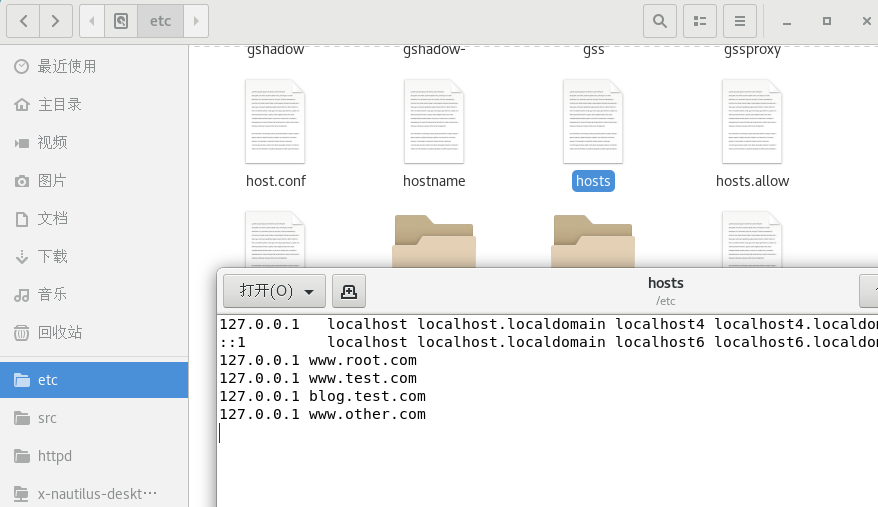 etc
gshadow gshadow- gss gssproxy
最近使用
主目录
视频
图片
文档
下载
音乐
回收站
etc
src
httpd
x-nautilus-deskt…
host.conf hostname hosts hosts.allow
打开(O) hosts
/etc
127.0.0.1 localhost localhost.localdomain localhost4 localhost4.localdo
::1 localhost localhost.localdomain localhost6 localhost6.localdo
127.0.0.1 www.root.com
127.0.0.1 www.test.com
127.0.0.1 blog.test.com
127.0.0.1 www.other.com